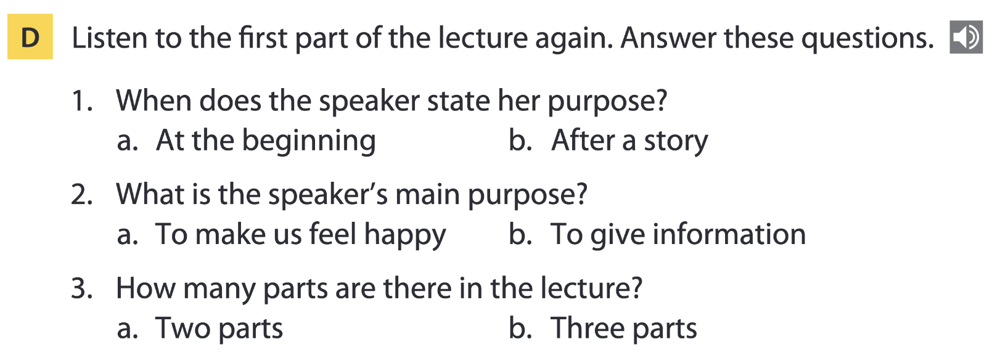 D Listen to the first part of the lecture again. Answer these questions.
1. When does the speaker state her purpose?
a. At the beginning b. After a story
2. What is the speaker’s main purpose?
a. To make us feel happy b. To give information
3. How many parts are there in the lecture?
a. Two parts b. Three parts